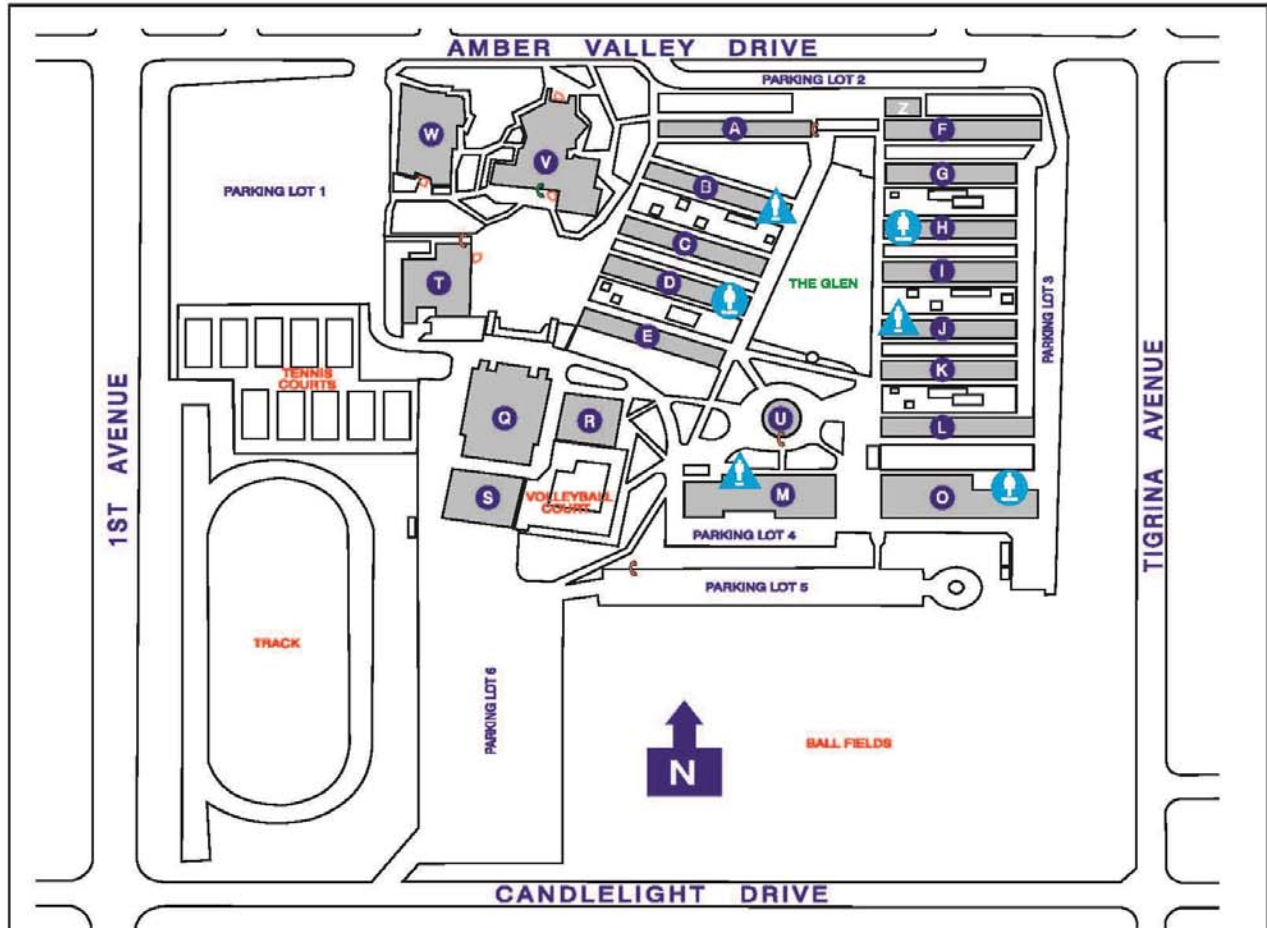 AMBER VALLEY DRIVE
PARKING LOT 2
Z
A
F
W
V
G
B
PARKING LOT 1
H
C
I
T
D
THE GLEN
PARKING LOT 3
J
E
K
TENNIS
COURTS
1ST AVENUE
TIGRINA AVENUE
Q
R
U
L
S
VOLLEYBALL
COURT
M
O
PARKING LOT 4
PARKING LOT 5
TRACK
PARKING LOT 6
BALL FIELDS
N
CANDLELIGHT DRIVE